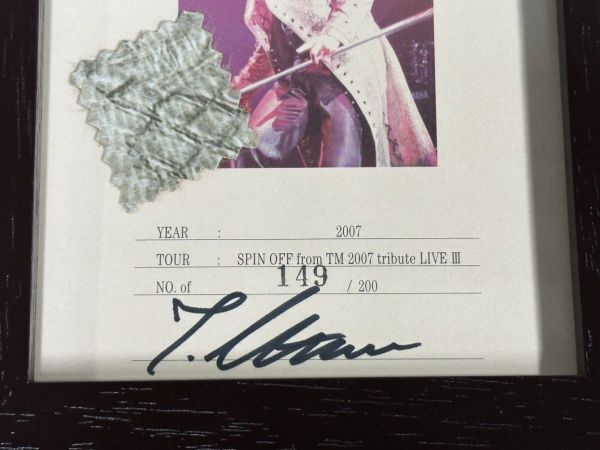 YEAR : 2007
TOUR : SPIN OFF from TM 2007 tribute LIVE Ⅲ
NO. of 149 / 200